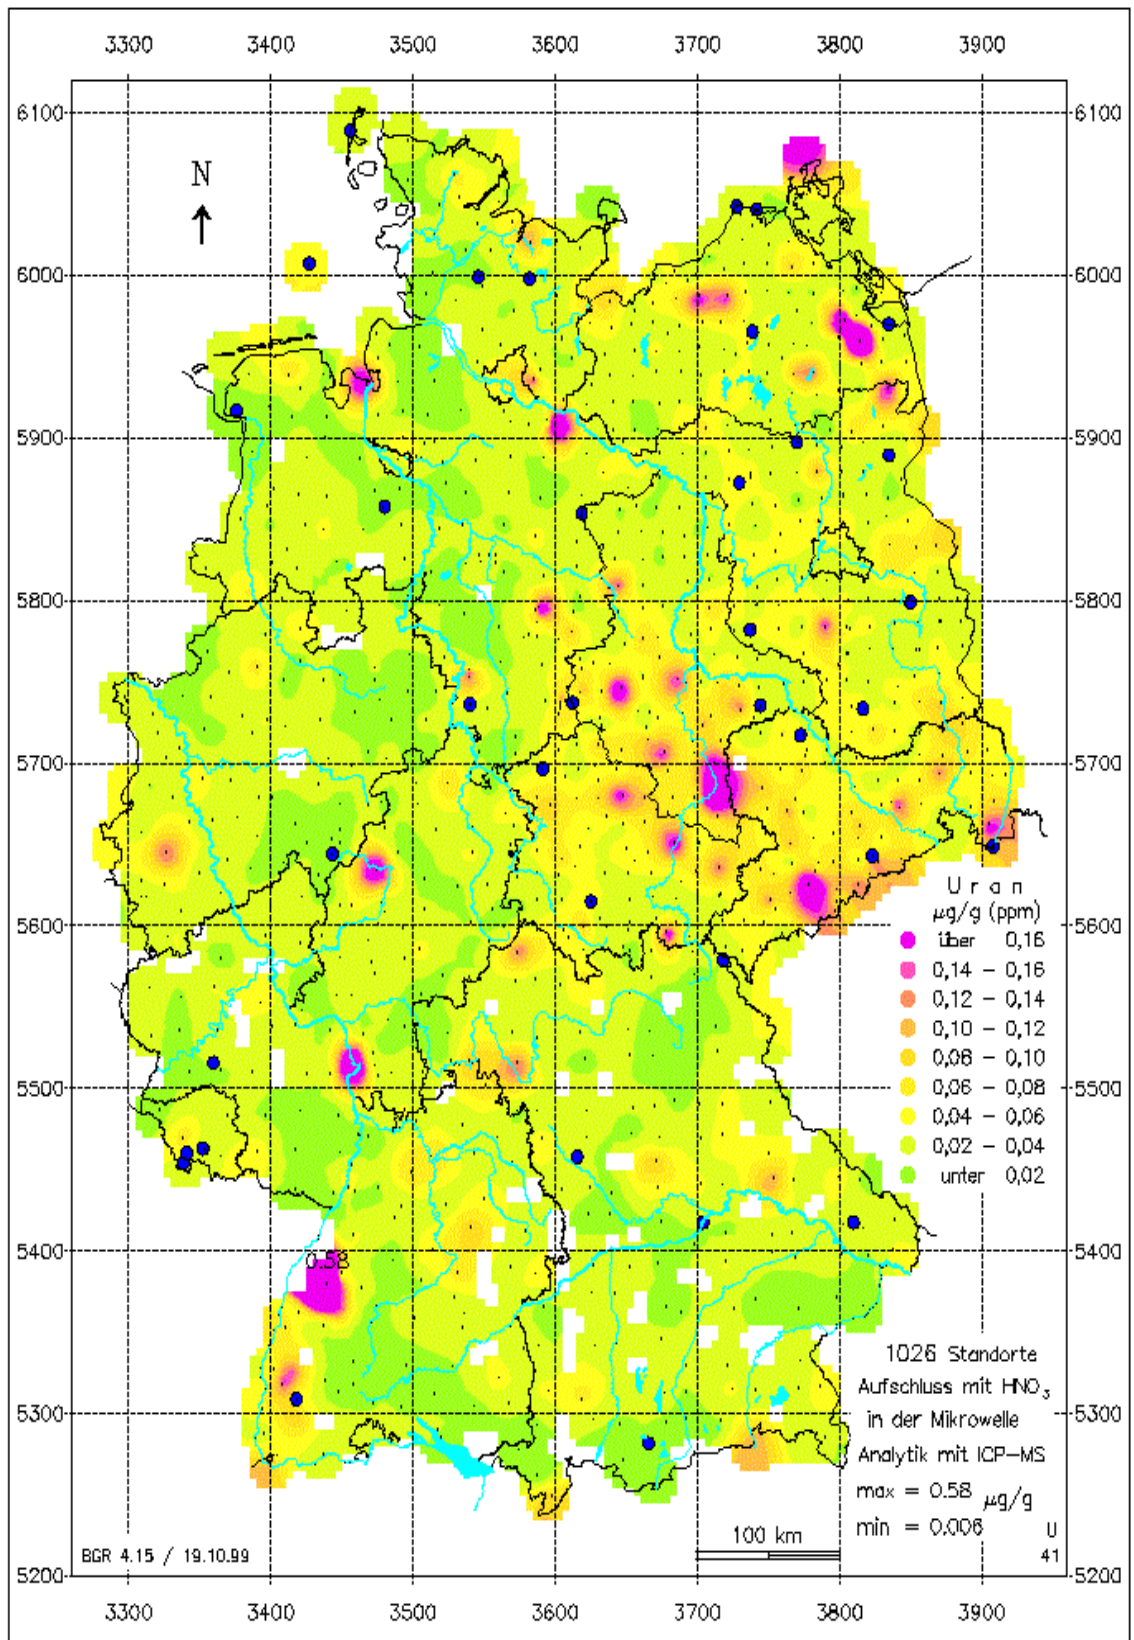 3300 3400 3500 3600 3700 3800 3900
6100 6100
N
6000 6000
5900 5900
5800 5800
5700 5700
Uran
µg/g (ppm)
5600 5600
über 0,16
0,14 – 0,16
0,12 – 0,14
0,10 – 0,12
0,08 – 0,10
0,06 – 0,08
5500 5500
0,04 – 0,06
0,02 – 0,04
unter 0,02
5400 5400
0.58
1026 Standorte
Aufschluss mit HNO3
5300 5300
in der Mikrowelle
Analytik mit ICP–MS
max = 0.58 µg/g
min = 0.006 U
100 km
BGR 4.15 / 19.10.99 41
5200 5200
3300 3400 3500 3600 3700 3800 3900